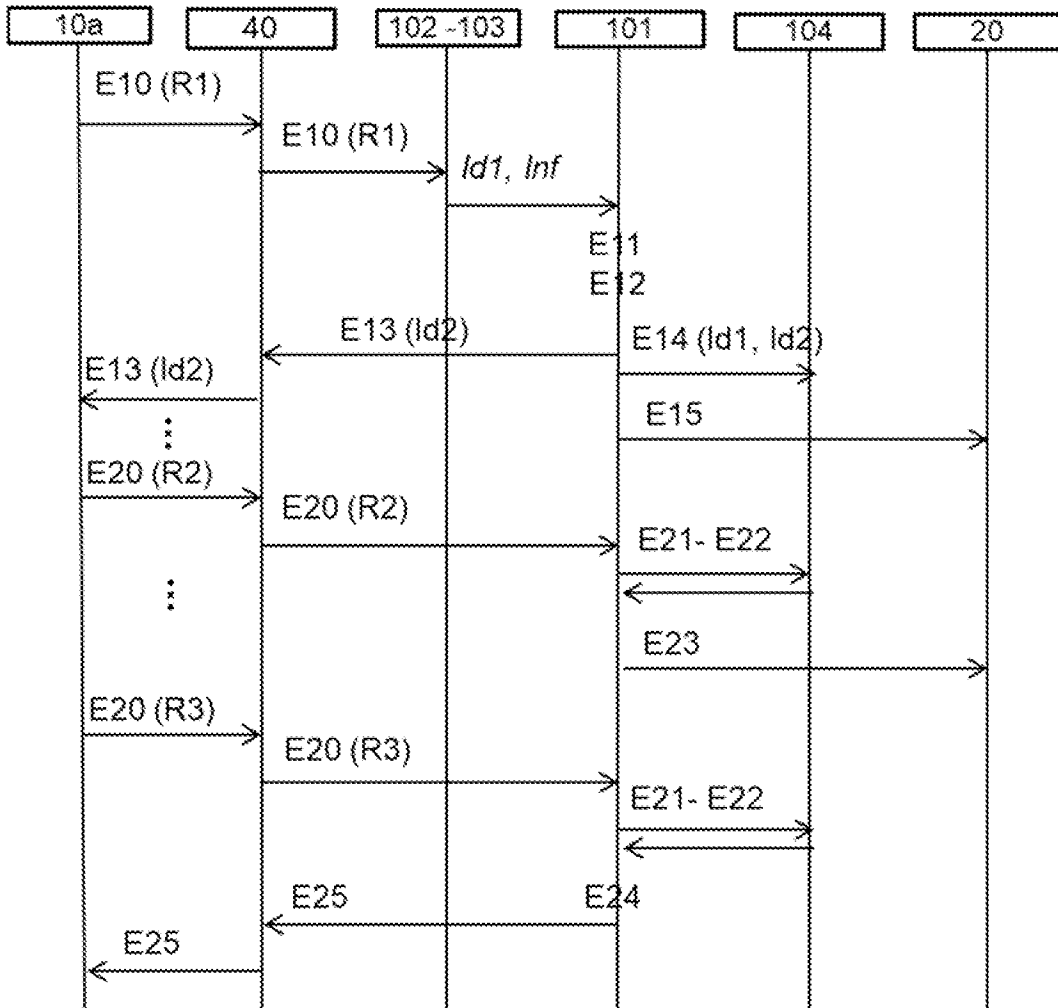 10a 40 102 -103 101 104 20
E10 (R1)
E10 (R1)
Id1, Inf
E11
E12
E13 (Id2)
E14 (Id1, Id2)
E13 (Id2)
E15
E20 (R2)
E20 (R2)
E21- E22
E23
E20 (R3)
E20 (R3)
E21- E22
E25
E24
E25